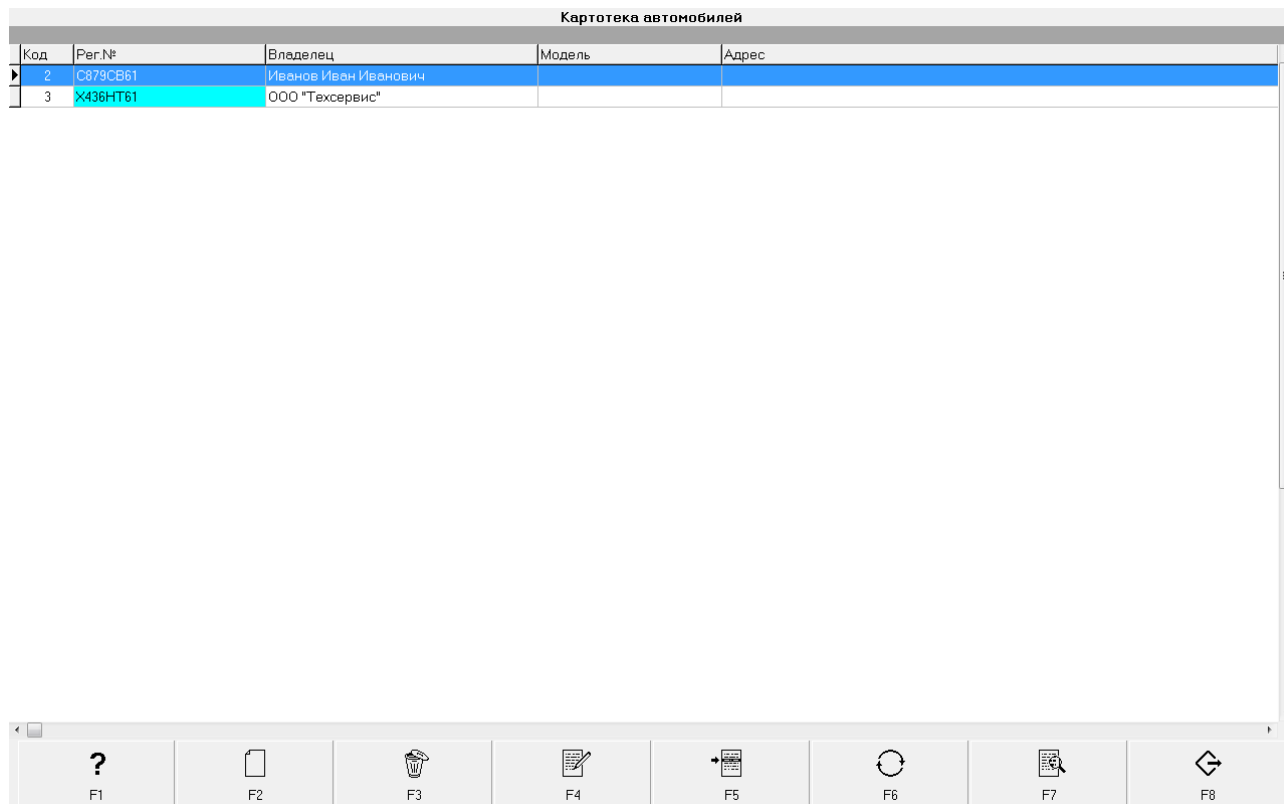 Картотека автомобилей
Код Рег.№ Владелец Модель Адрес
2 С879СВ61 Иванов Иван Иванович
3 Х436НТ61 ООО "Техсервис"
?
F1 F2 F3 F4 F5 F6 F7 F8